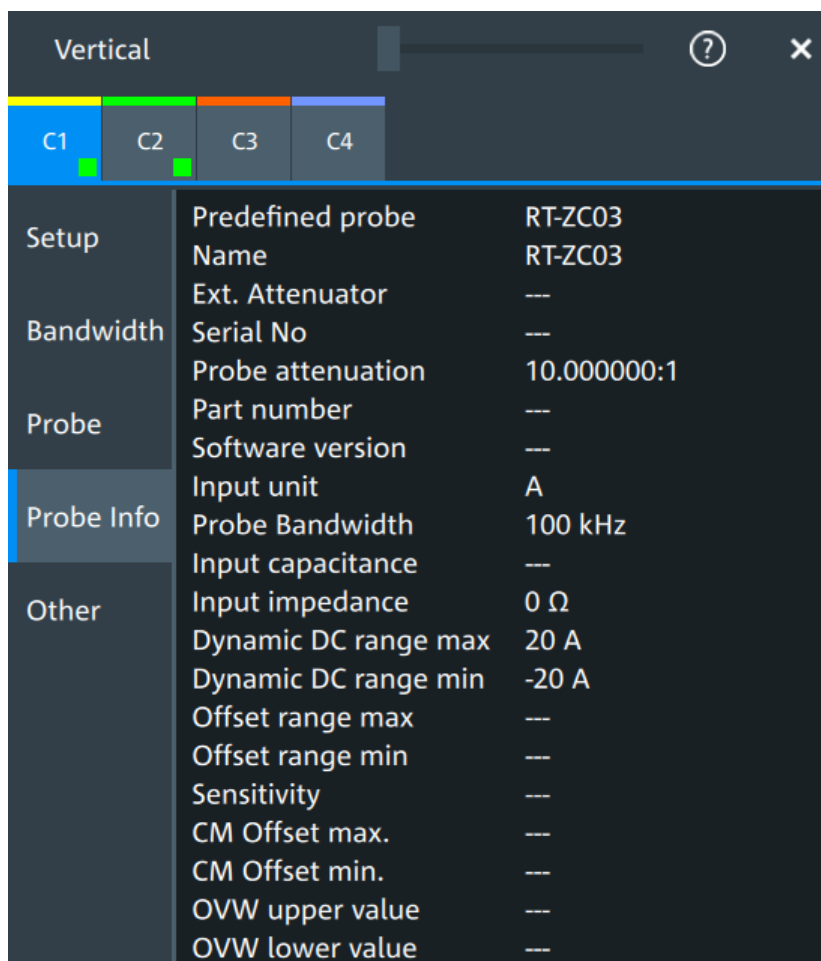 Vertical ? ×
C1 C2 C3 C4
Setup
Bandwidth
Probe
Probe Info
Other
Predefined probe RT-ZC03
Name RT-ZC03
Ext. Attenuator ---
Serial No ---
Probe attenuation 10.000000:1
Part number ---
Software version ---
Input unit A
Probe Bandwidth 100 kHz
Input capacitance ---
Input impedance 0 Ω
Dynamic DC range max 20 A
Dynamic DC range min -20 A
Offset range max ---
Offset range min ---
Sensitivity ---
CM Offset max. ---
CM Offset min. ---
OVW upper value ---
OVW lower value ---